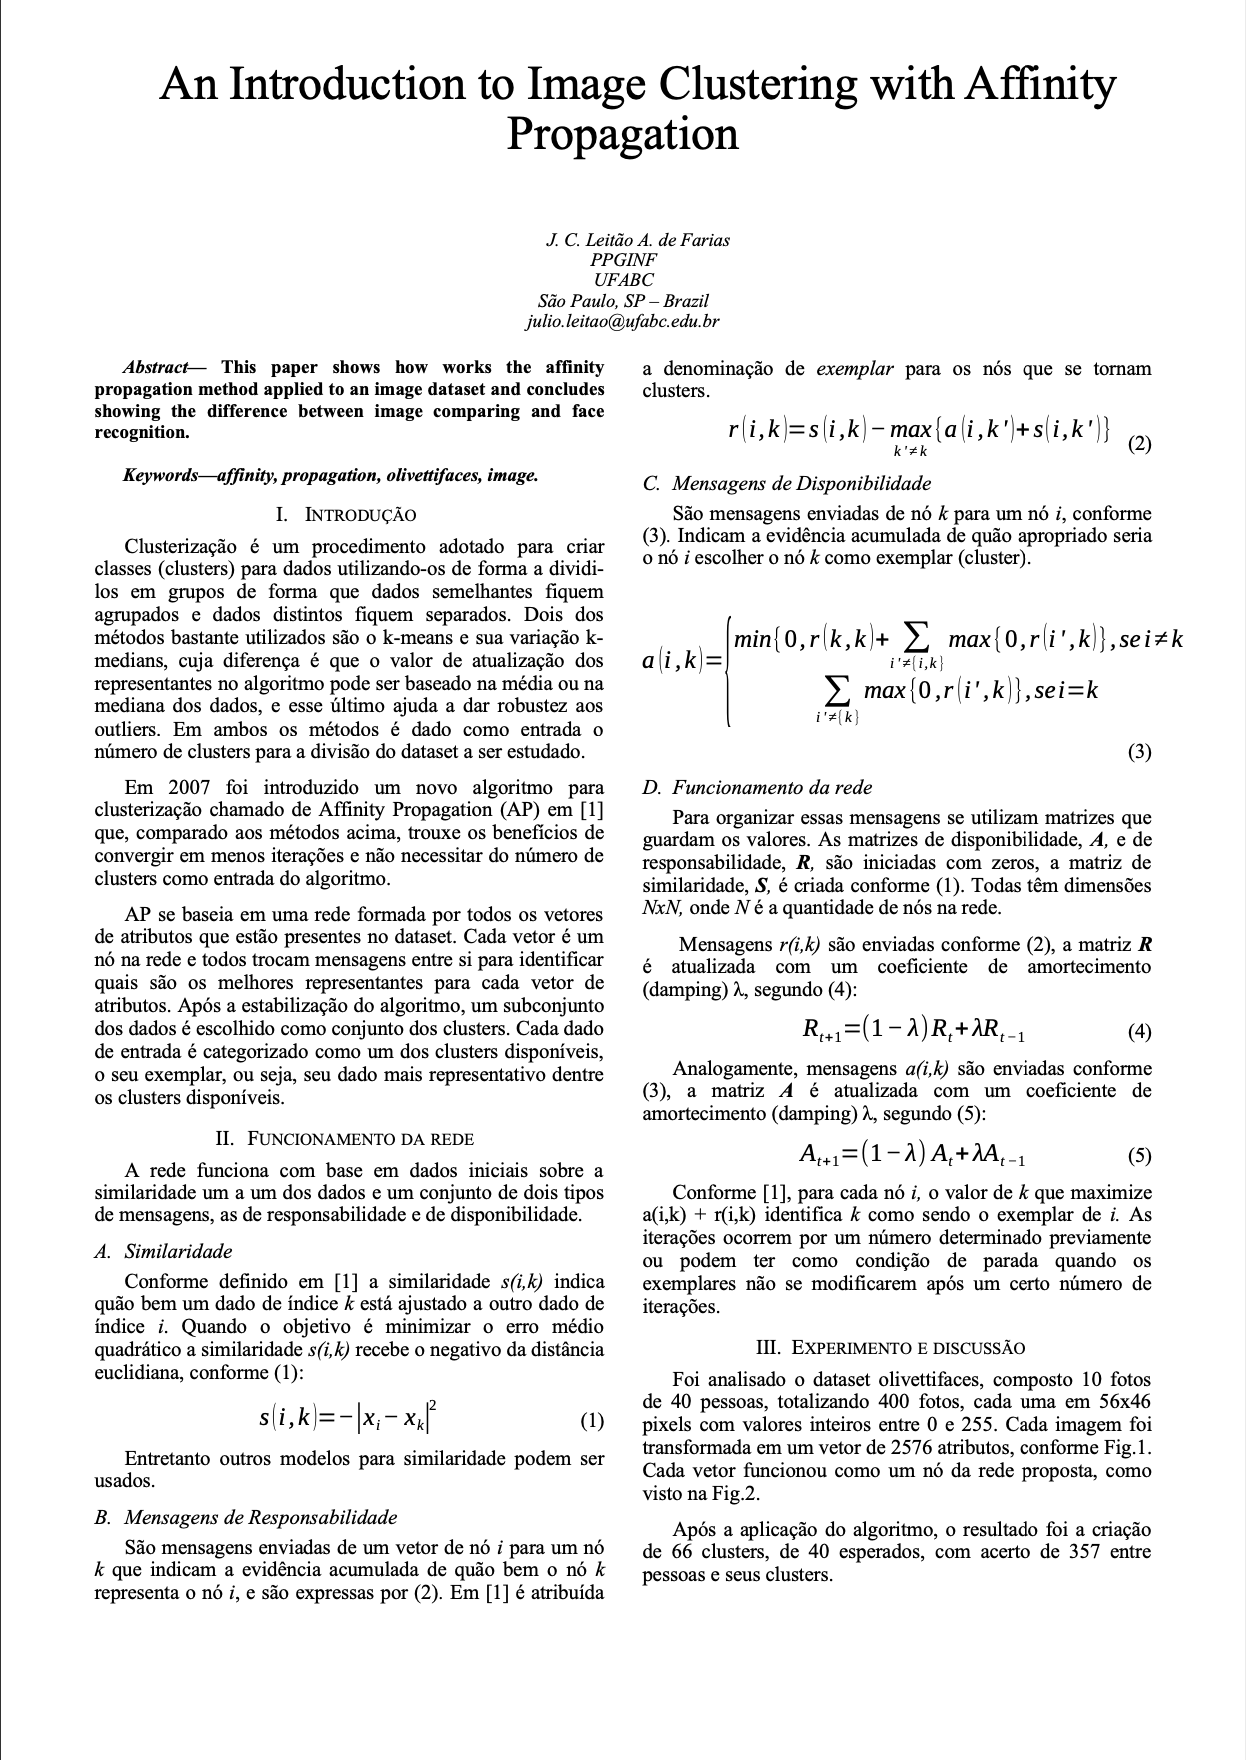 An Introduction to Image Clustering with Affinity
Propagation
J. C. Leitão A. de Farias
PPGINF
UFABC
São Paulo, SP – Brazil
julio.leitao@ufabc.edu.br
Abstract— This paper shows how works the affinity
propagation method applied to an image dataset and concludes
showing the difference between image comparing and face
recognition.
Keywords—affinity, propagation, olivettifaces, image.
I. INTRODUÇÃO
Clusterização é um procedimento adotado para criar
classes (clusters) para dados utilizando-os de forma a dividi-
los em grupos de forma que dados semelhantes fiquem
agrupados e dados distintos fiquem separados. Dois dos
métodos bastante utilizados são o k-means e sua variação k-
medians, cuja diferença é que o valor de atualização dos
representantes no algoritmo pode ser baseado na média ou na
mediana dos dados, e esse último ajuda a dar robustez aos
outliers. Em ambos os métodos é dado como entrada o
número de clusters para a divisão do dataset a ser estudado.
Em 2007 foi introduzido um novo algoritmo para
clusterização chamado de Affinity Propagation (AP) em [1]
que, comparado aos métodos acima, trouxe os benefícios de
convergir em menos iterações e não necessitar do número de
clusters como entrada do algoritmo.
AP se baseia em uma rede formada por todos os vetores
de atributos que estão presentes no dataset. Cada vetor é um
nó na rede e todos trocam mensagens entre si para identificar
quais são os melhores representantes para cada vetor de
atributos. Após a estabilização do algoritmo, um subconjunto
dos dados é escolhido como conjunto dos clusters. Cada dado
de entrada é categorizado como um dos clusters disponíveis,
o seu exemplar, ou seja, seu dado mais representativo dentre
os clusters disponíveis.
II. FUNCIONAMENTO DA REDE
A rede funciona com base em dados iniciais sobre a
similaridade um a um dos dados e um conjunto de dois tipos
de mensagens, as de responsabilidade e de disponibilidade.
A. Similaridade
Conforme definido em [1] a similaridade s(i,k) indica
quão bem um dado de índice k está ajustado a outro dado de
índice i. Quando o objetivo é minimizar o erro médio
quadrático a similaridade s(i,k) recebe o negativo da distância
euclidiana, conforme (1):
s(i,k)=−|x_i−x_k|^2 (1)
Entretanto outros modelos para similaridade podem ser
usados.
B. Mensagens de Responsabilidade
São mensagens enviadas de um vetor de nó i para um nó
k que indicam a evidência acumulada de quão bem o nó k
representa o nó i, e são expressas por (2). Em [1] é atribuída
a denominação de exemplar para os nós que se tornam
clusters.
r(i,k)=s(i,k)−max{a(i,k')+s(i,k')} (2)
k'≠k
C. Mensagens de Disponibilidade
São mensagens enviadas de nó k para um nó i, conforme
(3). Indicam a evidência acumulada de quão apropriado seria
o nó i escolher o nó k como exemplar (cluster).
a(i,k)={min{0,r(k,k)+∑ max{0,r(i',k)}, se i≠k
i'≠{i,k}
∑ max{0,r(i',k)}, se i=k
i'≠{k}
(3)
D. Funcionamento da rede
Para organizar essas mensagens se utilizam matrizes que
guardam os valores. As matrizes de disponibilidade, A, e de
responsabilidade, R, são iniciadas com zeros, a matriz de
similaridade, S, é criada conforme (1). Todas têm dimensões
NxN, onde N é a quantidade de nós na rede.
Mensagens r(i,k) são enviadas conforme (2), a matriz R
é atualizada com um coeficiente de amortecimento
(damping) λ, segundo (4):
R_{t+1}=(1−λ)R_t+λR_{t−1} (4)
Analogamente, mensagens a(i,k) são enviadas conforme
(3), a matriz A é atualizada com um coeficiente de
amortecimento (damping) λ, segundo (5):
A_{t+1}=(1−λ)A_t+λA_{t−1} (5)
Conforme [1], para cada nó i, o valor de k que maximize
a(i,k) + r(i,k) identifica k como sendo o exemplar de i. As
iterações ocorrem por um número determinado previamente
ou podem ter como condição de parada quando os
exemplares não se modificarem após um certo número de
iterações.
III. EXPERIMENTO E DISCUSSÃO
Foi analisado o dataset olivettifaces, composto 10 fotos
de 40 pessoas, totalizando 400 fotos, cada uma em 56x46
pixels com valores inteiros entre 0 e 255. Cada imagem foi
transformada em um vetor de 2576 atributos, conforme Fig.1.
Cada vetor funcionou como um nó da rede proposta, como
visto na Fig.2.
Após a aplicação do algoritmo, o resultado foi a criação
de 66 clusters, de 40 esperados, com acerto de 357 entre
pessoas e seus clusters.